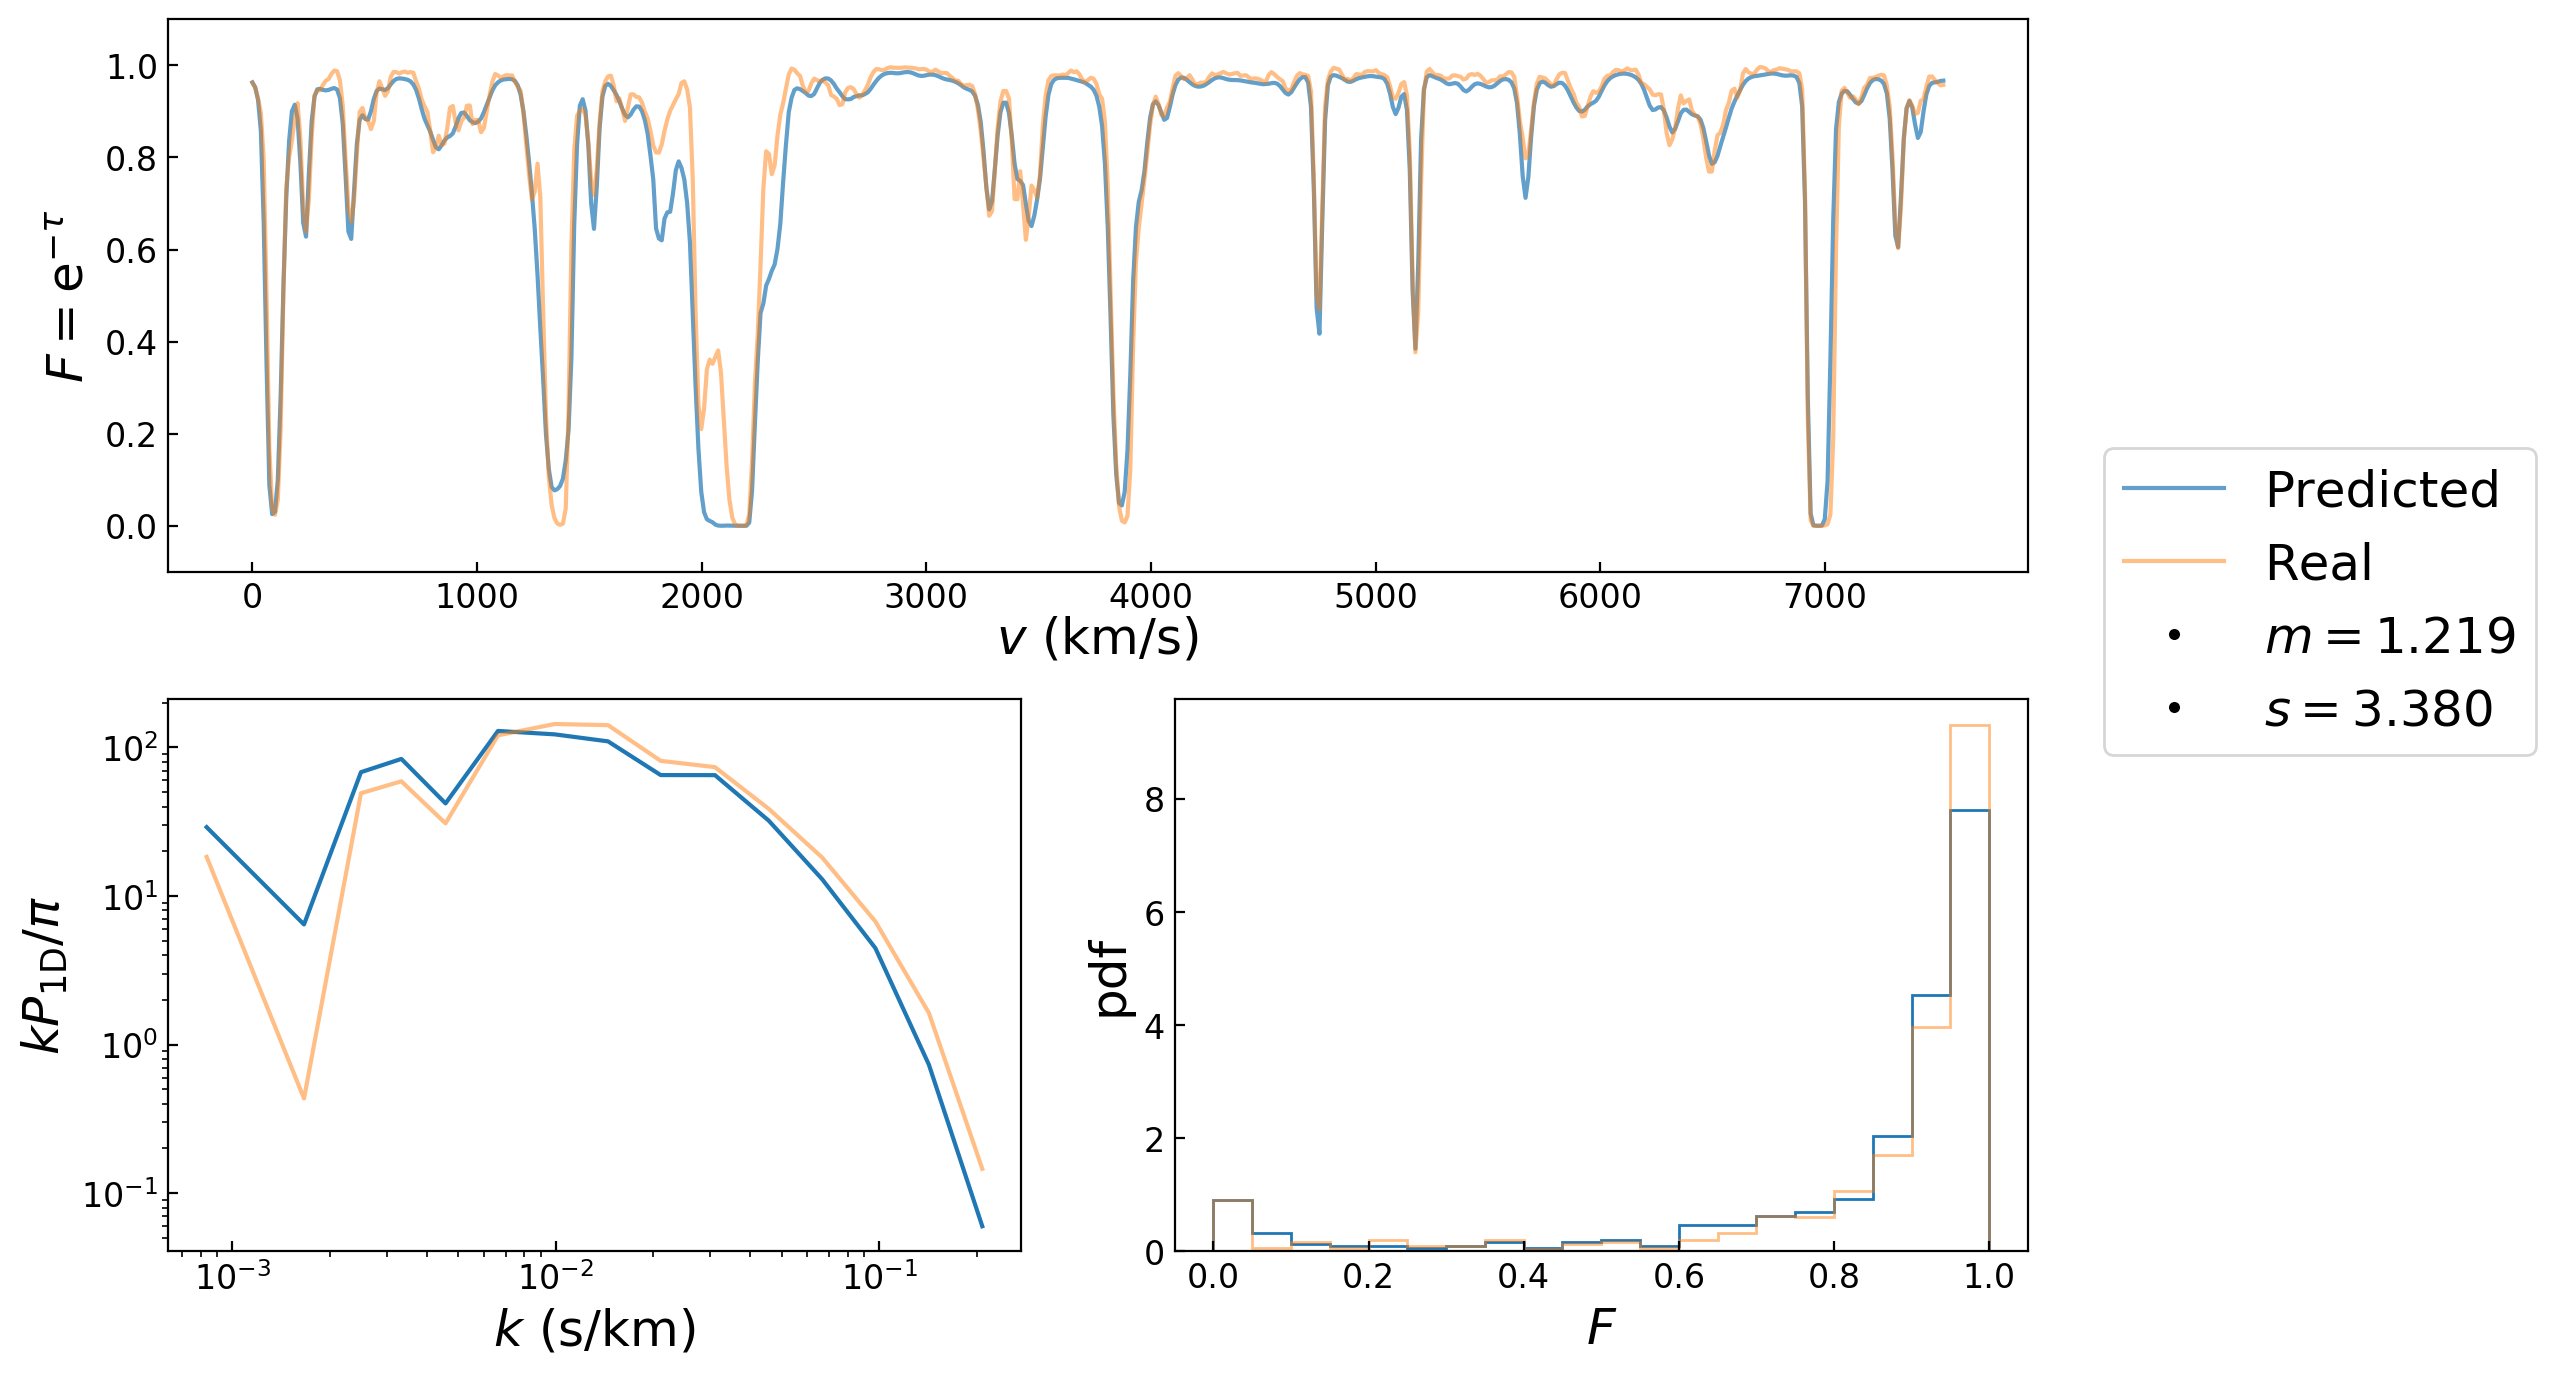 F = e^{-τ}
1.0
0.8
0.6
0.4
0.2
0.0
0 1000 2000 3000 4000 5000 6000 7000
v (km/s)
Predicted
Real
m = 1.219
s = 3.380
kP_{1D}/π
10^2
10^1
10^0
10^{-1}
10^{-3} 10^{-2} 10^{-1}
k (s/km)
pdf
8
6
4
2
0
0.0 0.2 0.4 0.6 0.8 1.0
F